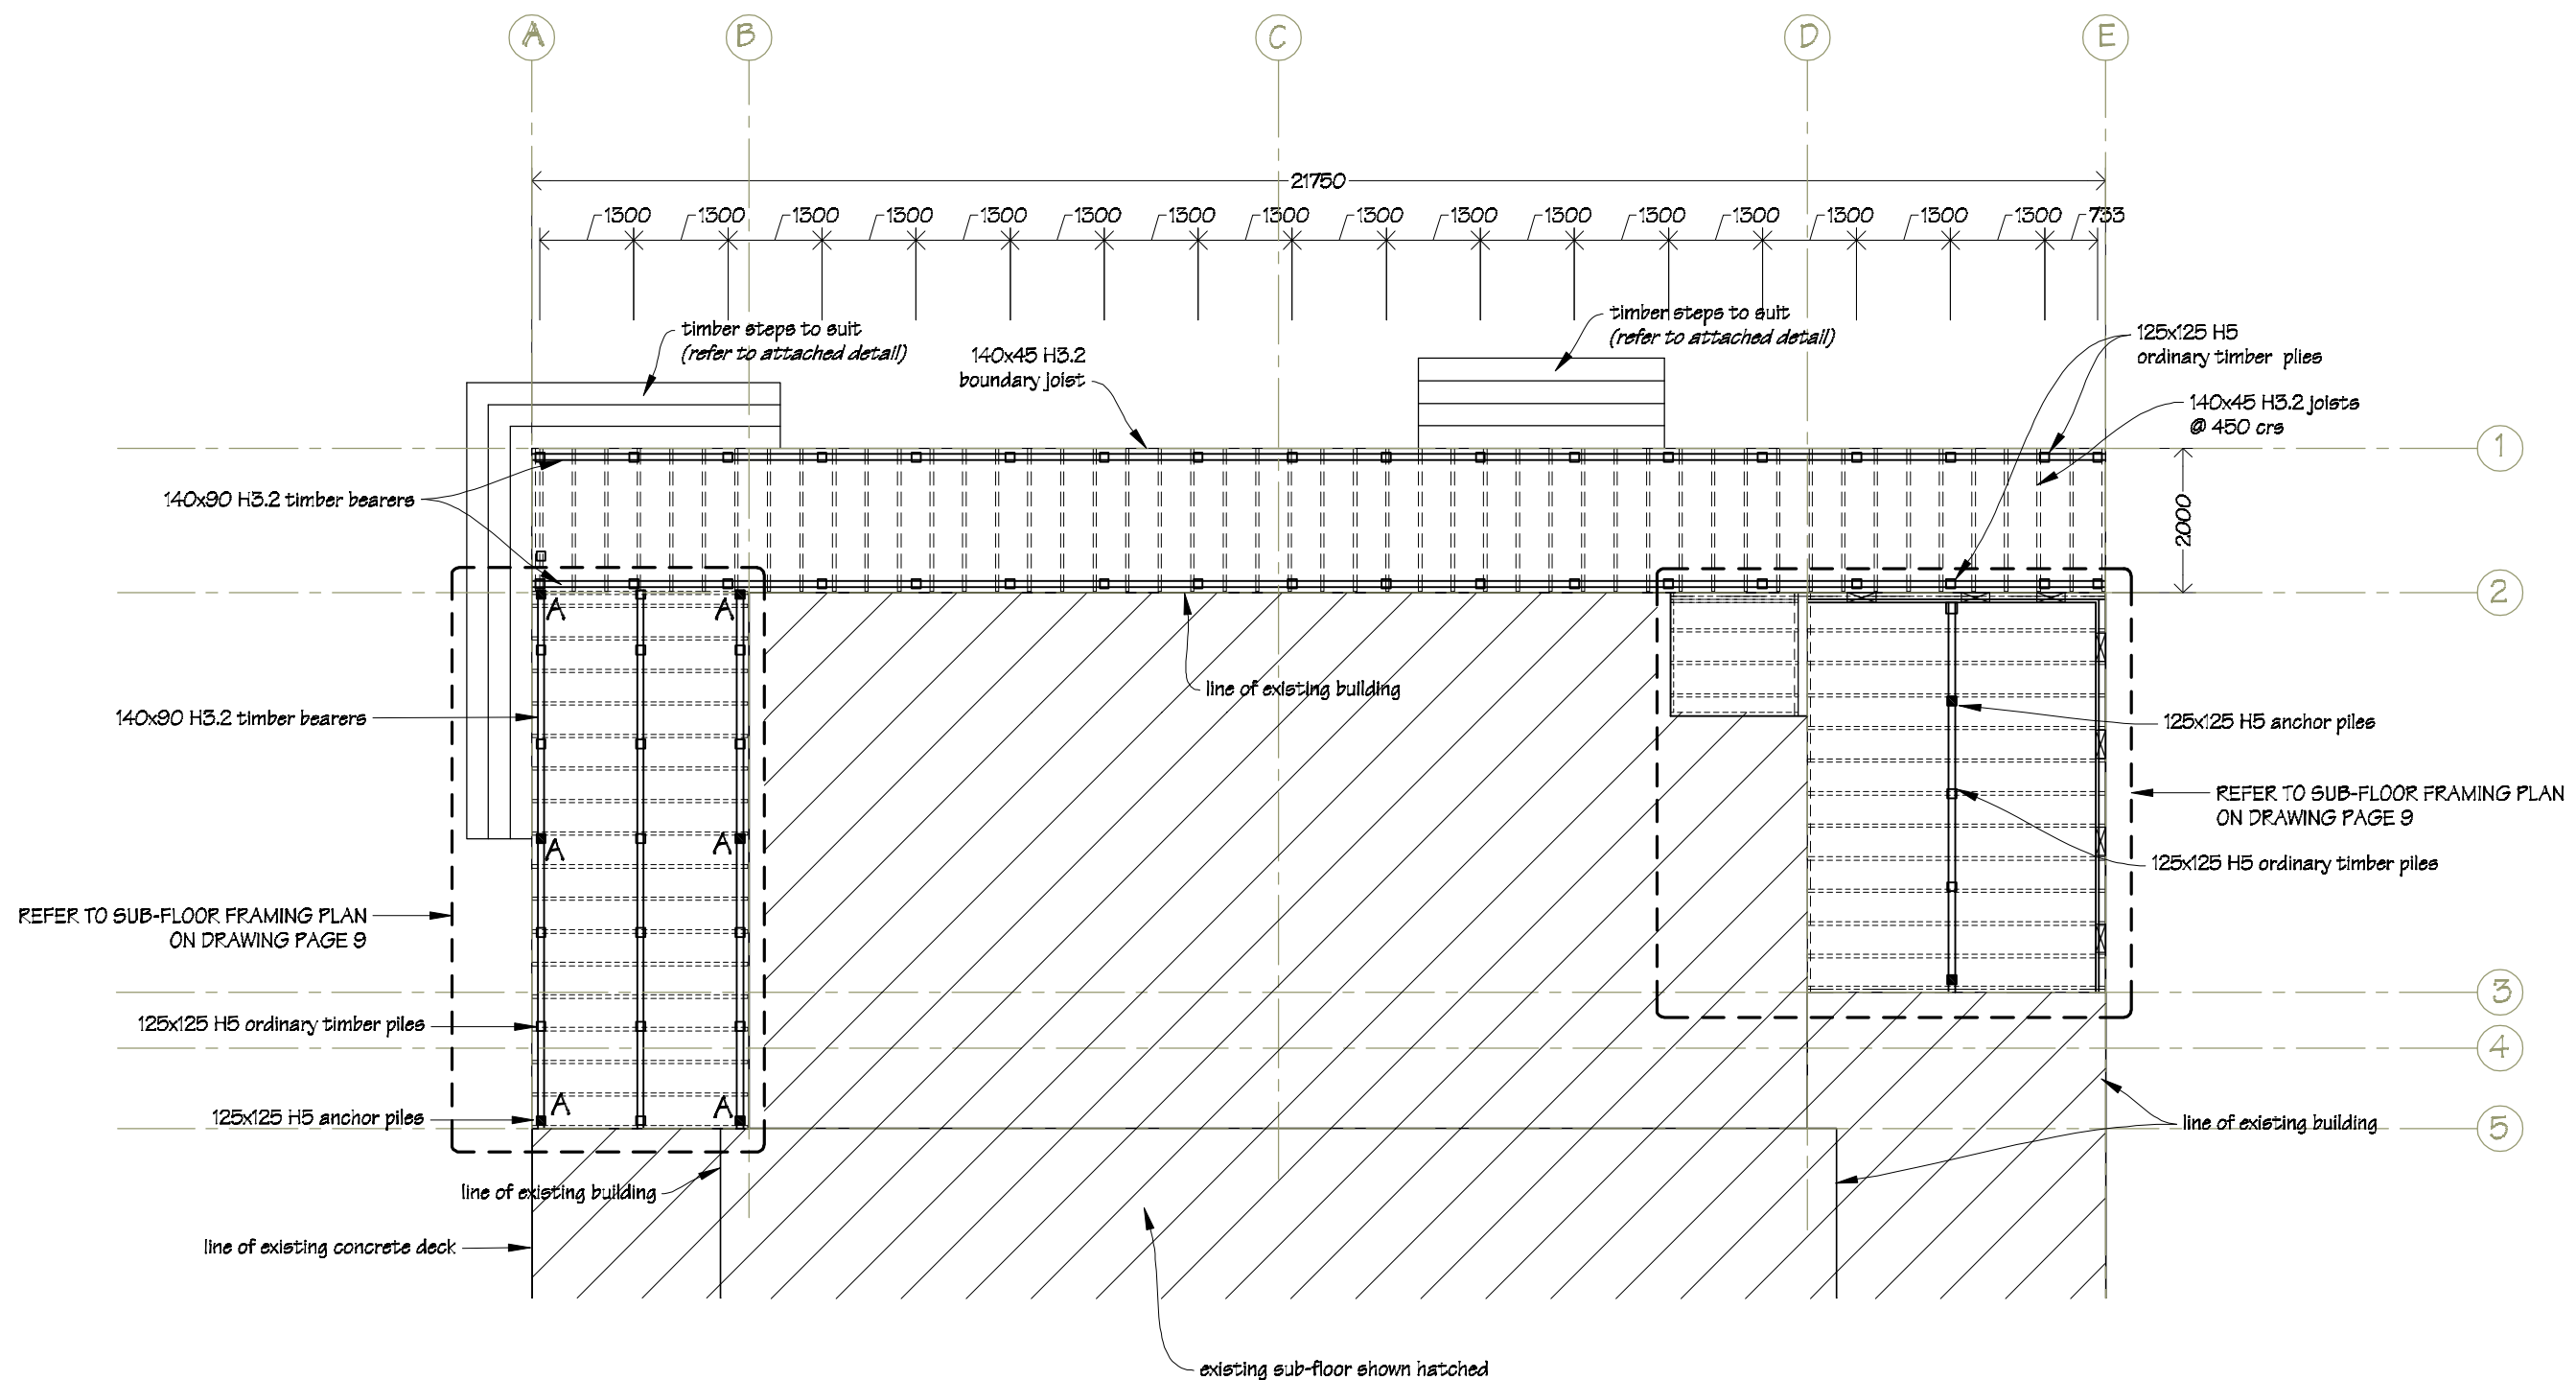 A B C D E
21750
1300 1300 1300 1300 1300 1300 1300 1300 1300 1300 1300 1300 1300 1300 1300 1300 733
timber steps to suit
(refer to attached detail)
140x45 H3.2
boundary joist
timber steps to suit
(refer to attached detail)
125x125 H5
ordinary timber plies
140x45 H3.2 joists
@ 450 crs
1
140x90 H3.2 timber bearers
2000
2
A A
line of existing building
140x90 H3.2 timber bearers
125x125 H5 anchor piles
REFER TO SUB-FLOOR FRAMING PLAN
ON DRAWING PAGE 9
A A
125x125 H5 ordinary timber piles
REFER TO SUB-FLOOR FRAMING PLAN
ON DRAWING PAGE 9
3
125x125 H5 ordinary timber piles
4
A A
125x125 H5 anchor piles
line of existing building
5
line of existing building
line of existing concrete deck
existing sub-floor shown hatched